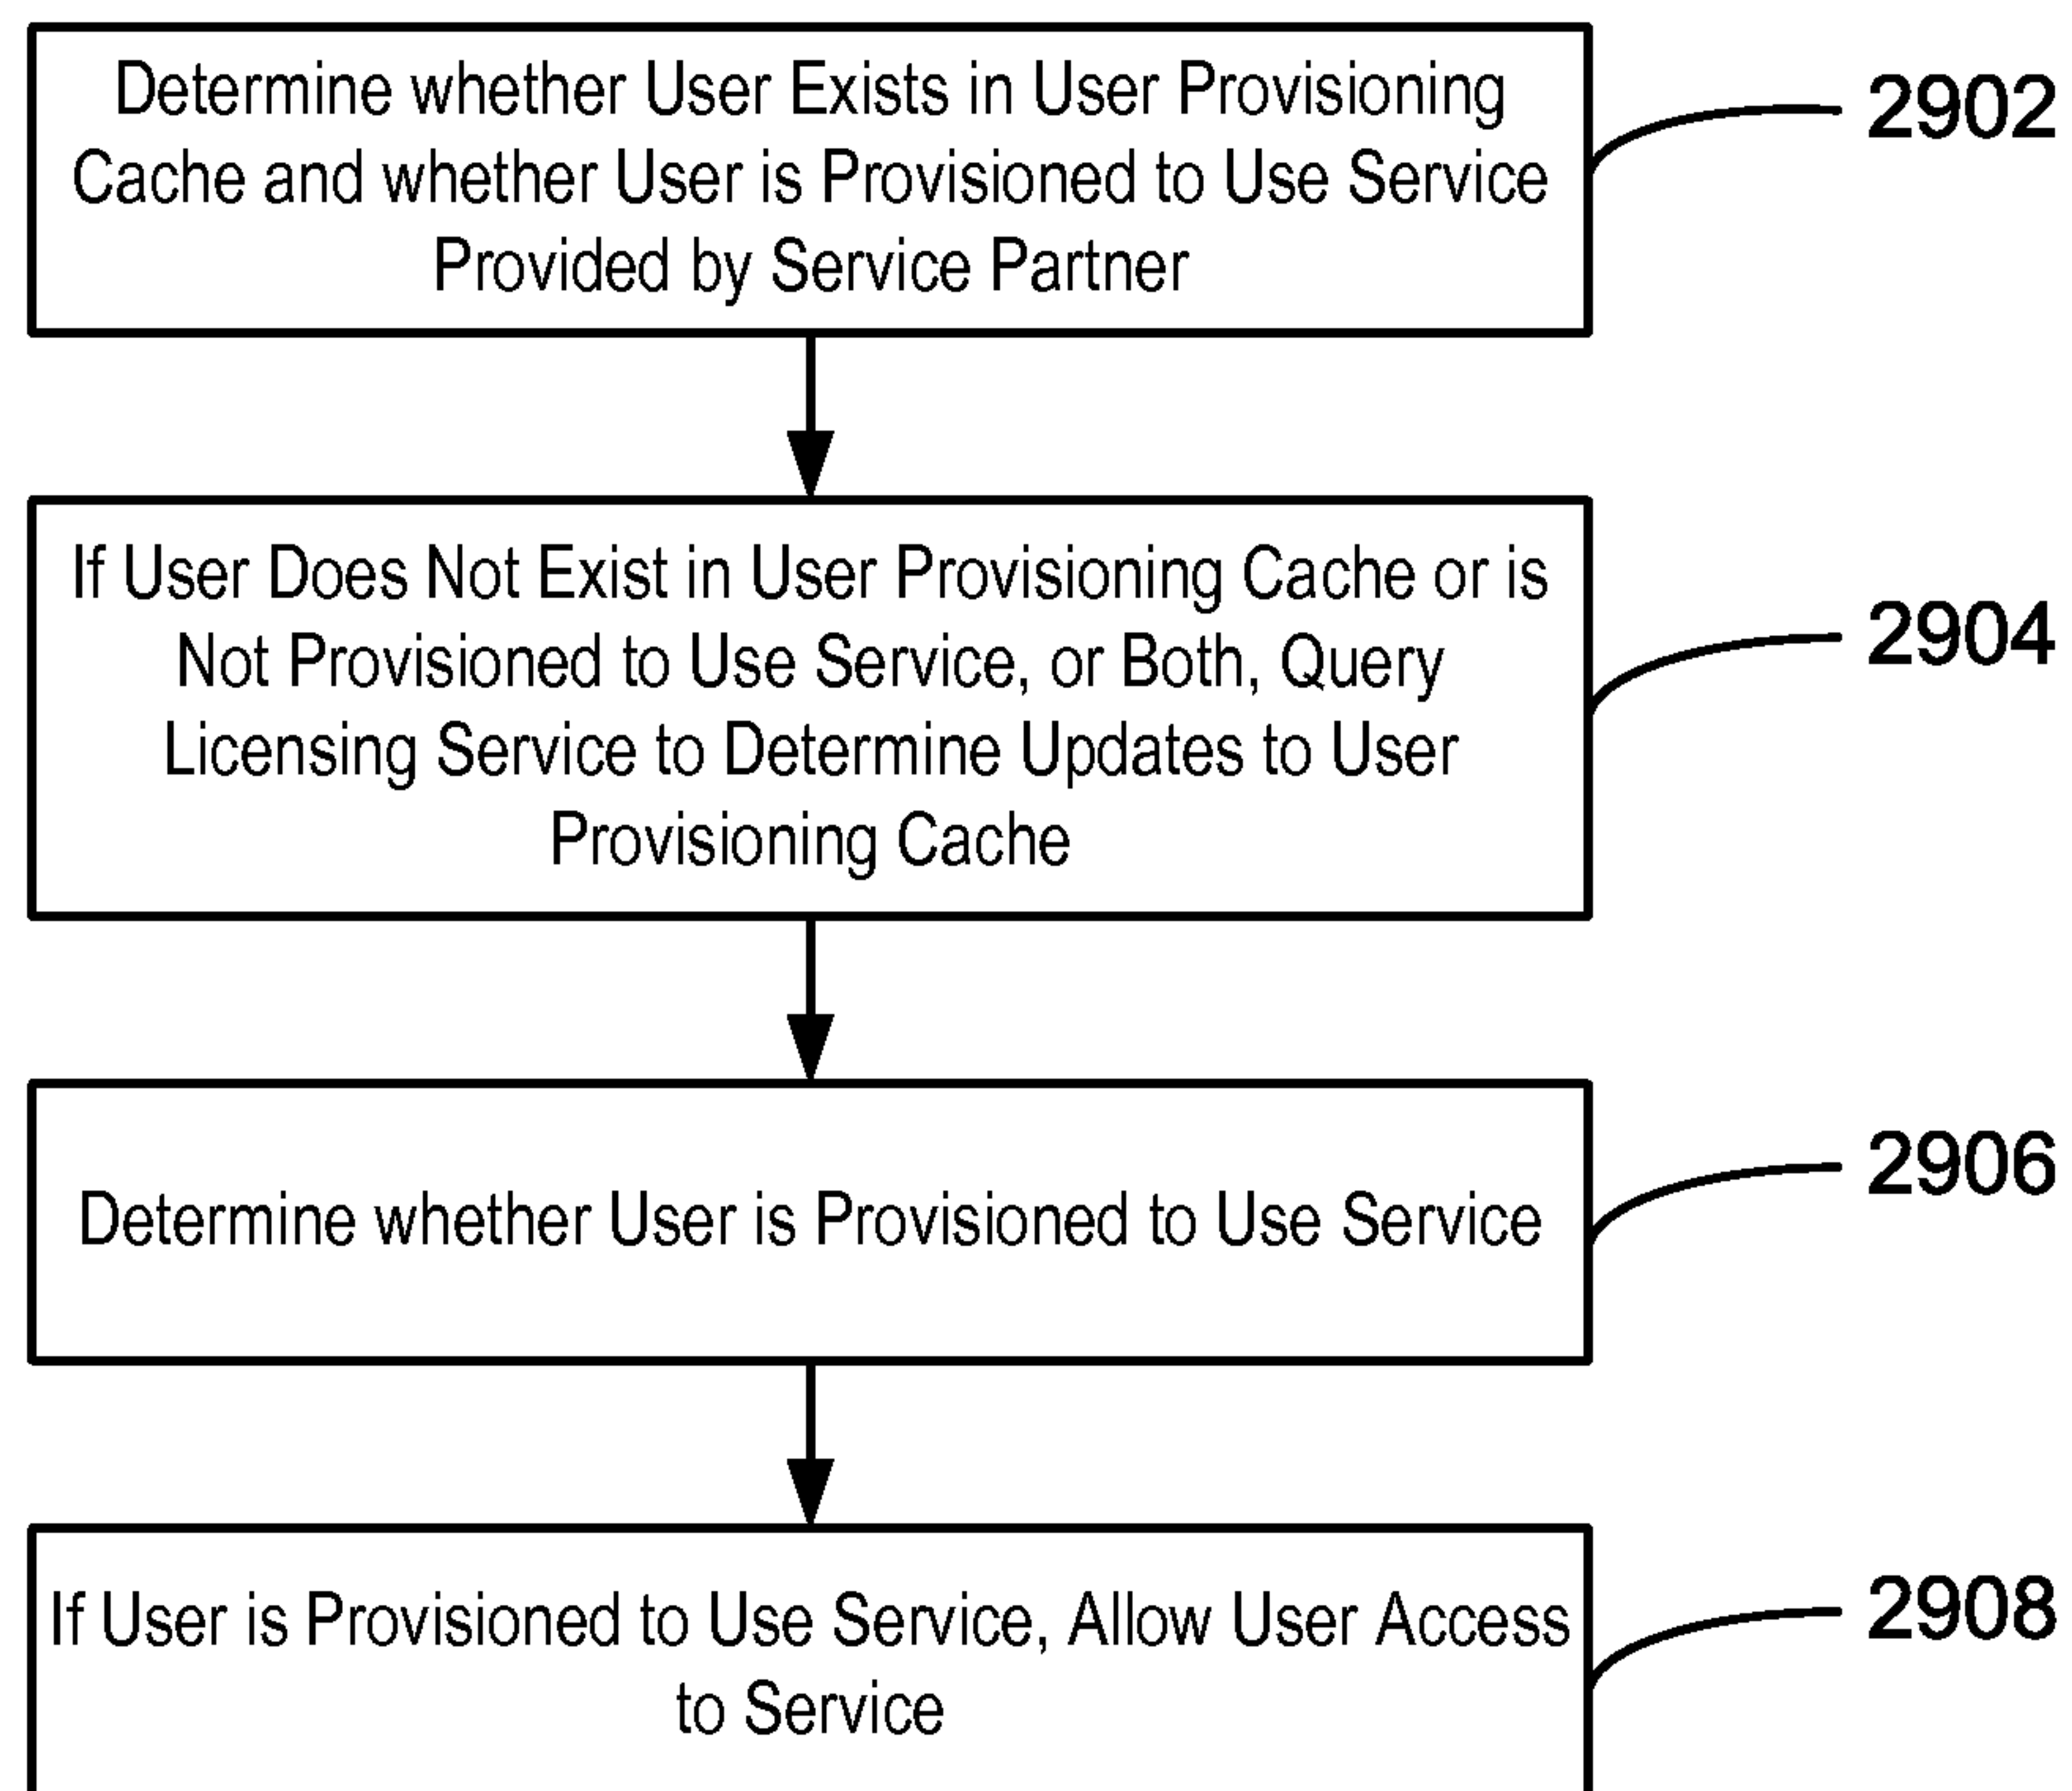 Determine whether User Exists in User Provisioning
Cache and whether User is Provisioned to Use Service
Provided by Service Partner
2902
If User Does Not Exist in User Provisioning Cache or is
Not Provisioned to Use Service, or Both, Query
Licensing Service to Determine Updates to User
Provisioning Cache
2904
Determine whether User is Provisioned to Use Service
2906
If User is Provisioned to Use Service, Allow User Access
to Service
2908